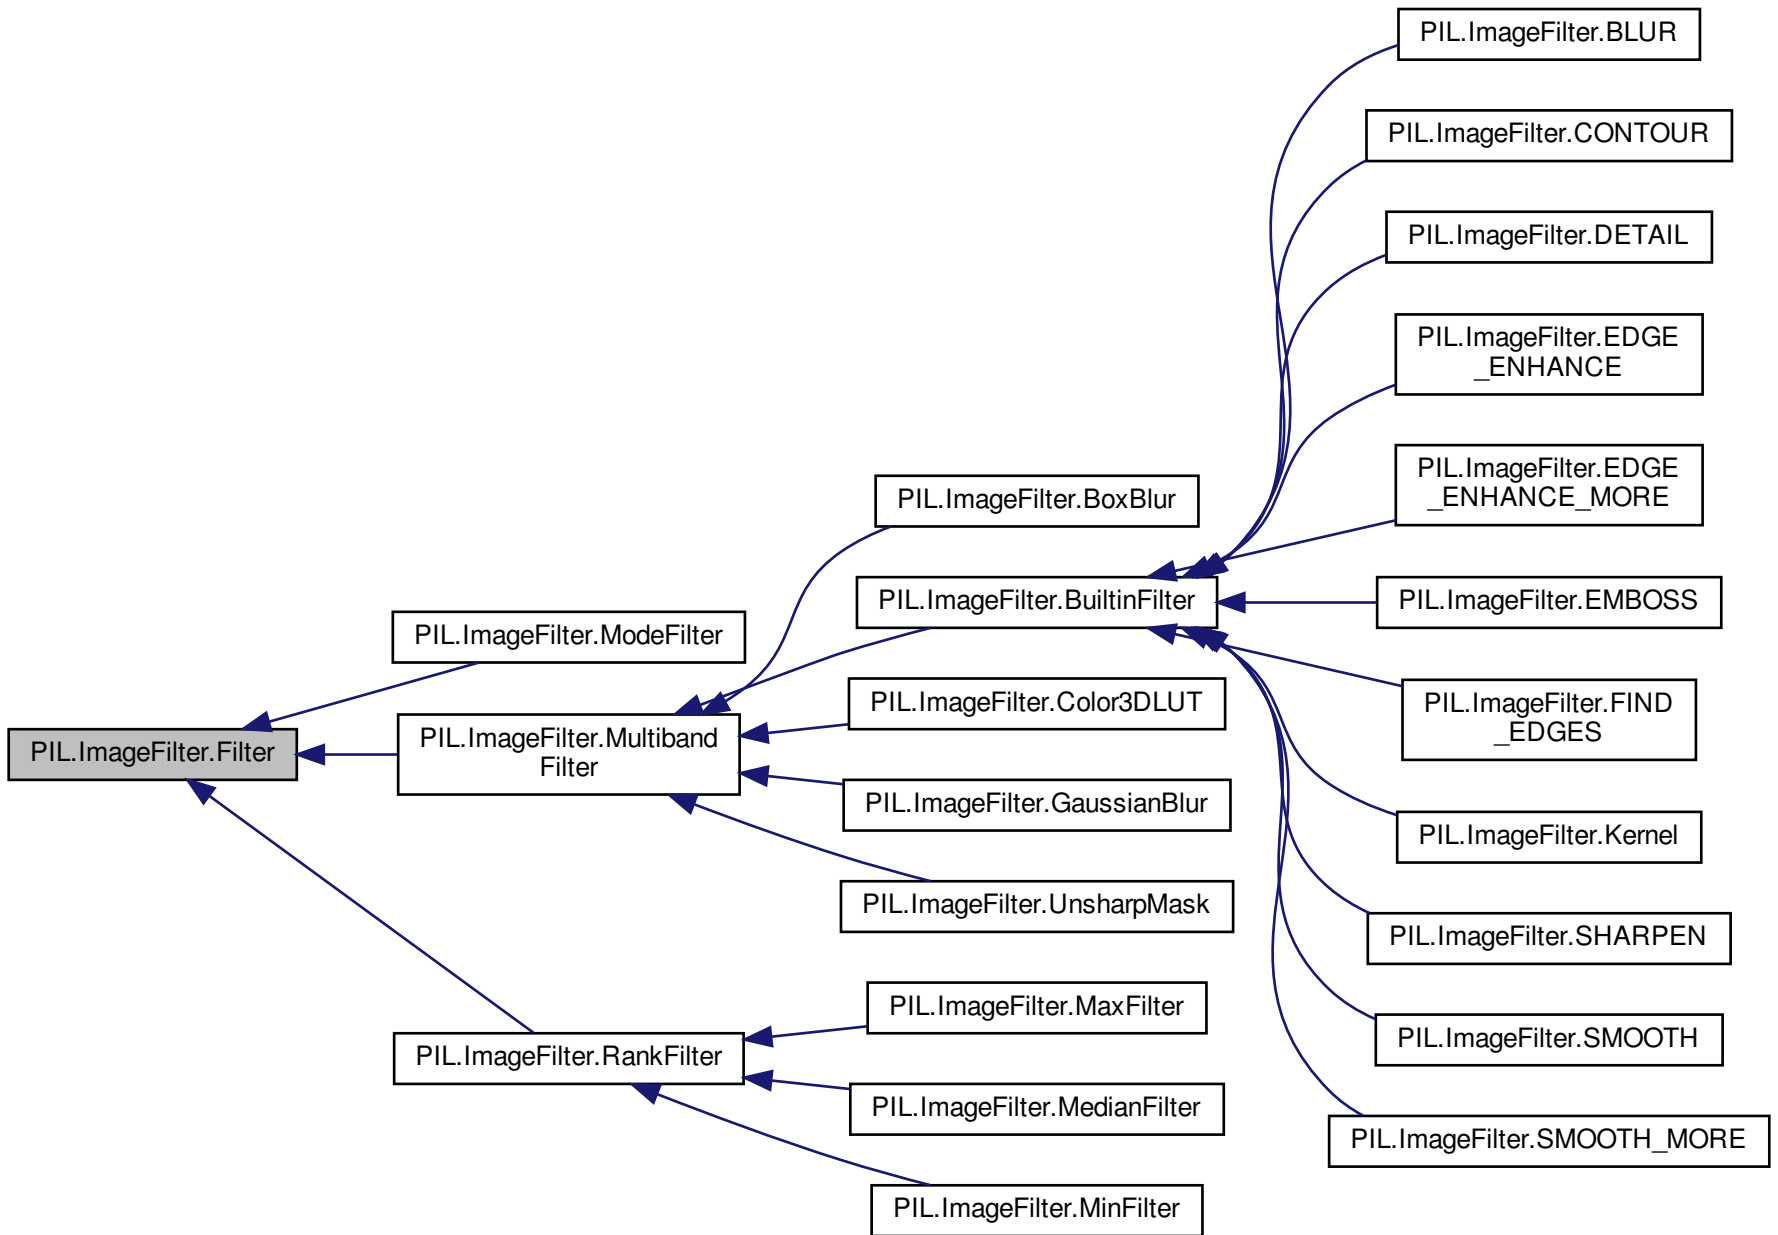 PIL.ImageFilter.Filter
PIL.ImageFilter.ModeFilter
PIL.ImageFilter.Multiband
Filter
PIL.ImageFilter.RankFilter
PIL.ImageFilter.BoxBlur
PIL.ImageFilter.BuiltinFilter
PIL.ImageFilter.Color3DLUT
PIL.ImageFilter.GaussianBlur
PIL.ImageFilter.UnsharpMask
PIL.ImageFilter.MaxFilter
PIL.ImageFilter.MedianFilter
PIL.ImageFilter.MinFilter
PIL.ImageFilter.BLUR
PIL.ImageFilter.CONTOUR
PIL.ImageFilter.DETAIL
PIL.ImageFilter.EDGE
_ENHANCE
PIL.ImageFilter.EDGE
_ENHANCE_MORE
PIL.ImageFilter.EMBOSS
PIL.ImageFilter.FIND
_EDGES
PIL.ImageFilter.Kernel
PIL.ImageFilter.SHARPEN
PIL.ImageFilter.SMOOTH
PIL.ImageFilter.SMOOTH_MORE